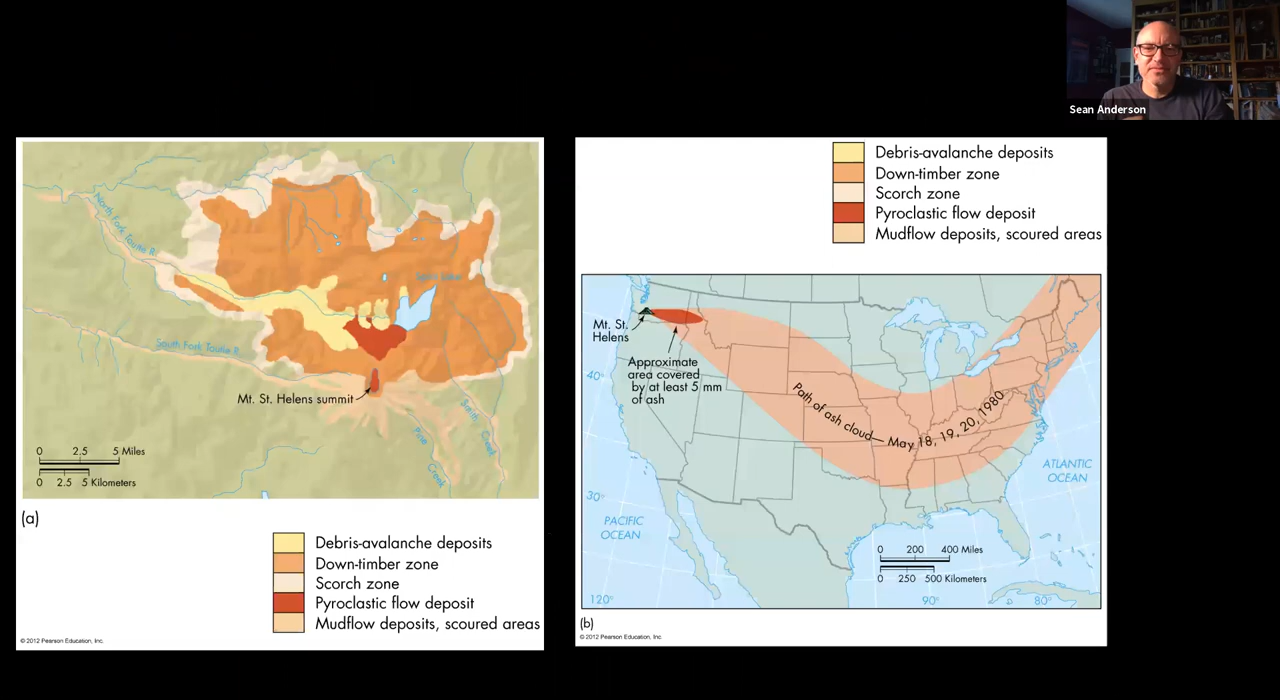 Sean Anderson
North Fork Toutle R.
South Fork Toutle R.
Mt. St. Helens summit
Smith
Creek
Pine
Creek
0 2.5 5 Miles
0 2.5 5 Kilometers
(a)
Debris-avalanche deposits
Down-timber zone
Scorch zone
Pyroclastic flow deposit
Mudflow deposits, scoured areas
© 2012 Pearson Education, Inc.
Debris-avalanche deposits
Down-timber zone
Scorch zone
Pyroclastic flow deposit
Mudflow deposits, scoured areas
Mt. St.
Helens
Approximate
area covered
by at least 5 mm
of ash
Path of ash cloud— May 18, 19, 20, 1980
40°
30°
PACIFIC
OCEAN
ATLANTIC
OCEAN
0 200 400 Miles
0 250 500 Kilometers
120°
90°
80°
(b)
© 2012 Pearson Education, Inc.